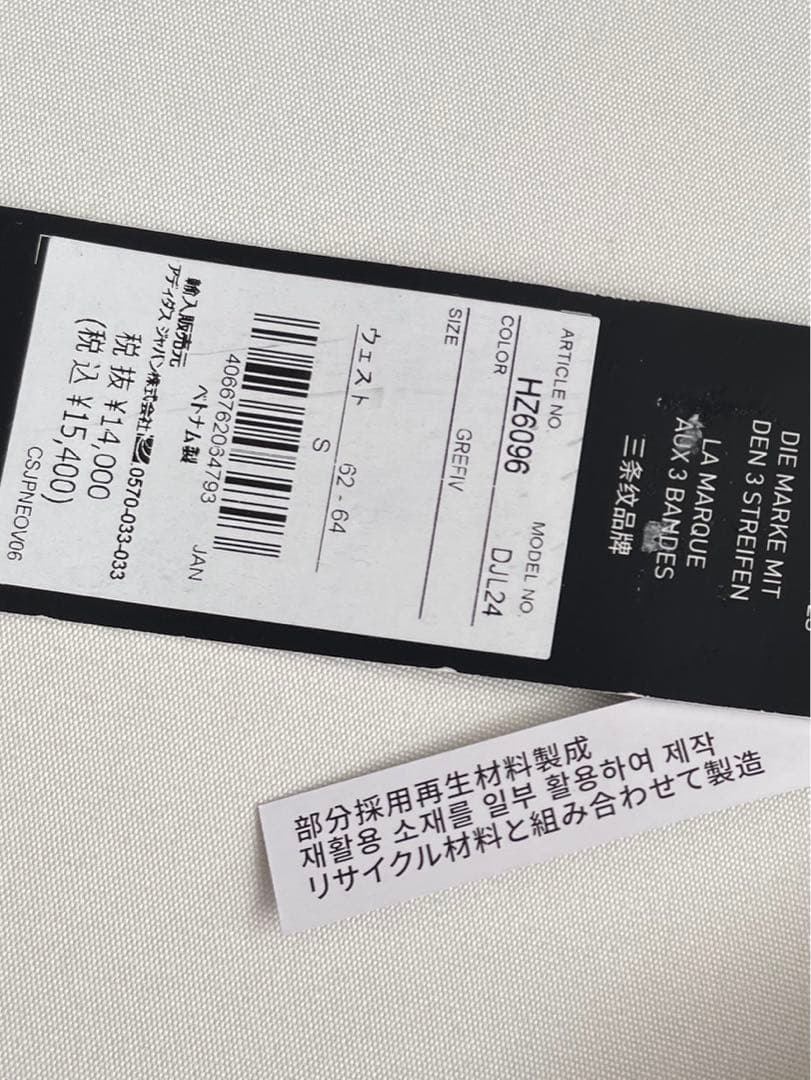 DIE MARKE MIT
DEN 3 STREIFEN
LA MARQUE
AUX 3 BANDES
三条纹品牌
ARTICLE NO. MODEL NO.
HZ6096 DJL24
COLOR
GREFIV
SIZE
ウェスト 62 - 64
S
4066762064793 JAN
ベトナム製
輸入販売元
アディダス ジャパン株式会社 0570-033-033
税抜 ¥14,000
(税込 ¥15,400)
CSJPNEOV06
部分採用再生材料製成
재활용 소재를 일부 활용하여 제작
リサイクル材料と組み合わせて製造